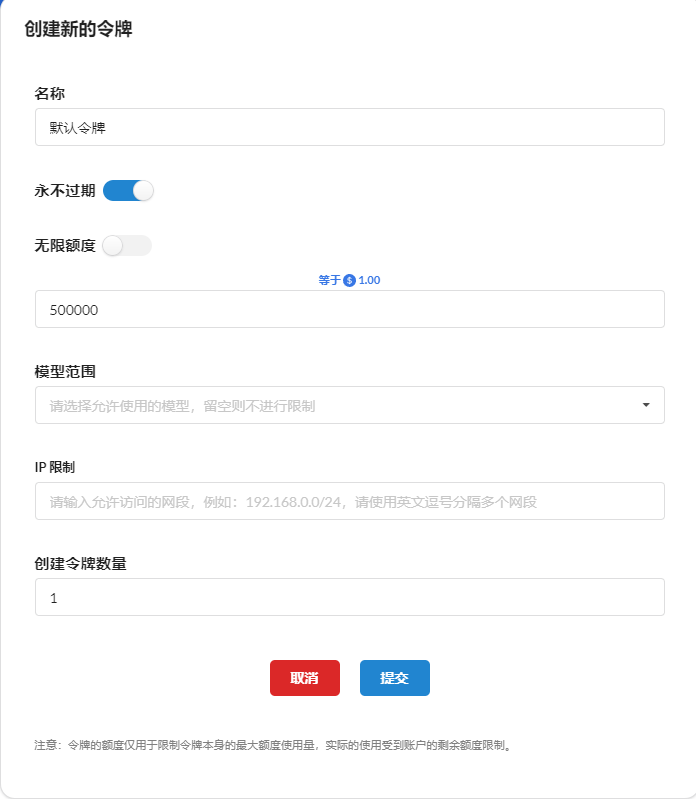 创建新的令牌
名称
默认令牌
永不过期
无限额度
等于 $ 1.00
500000
模型范围
请选择允许使用的模型，留空则不进行限制
IP 限制
请输入允许访问的网段，例如：192.168.0.0/24，请使用英文逗号分隔多个网段
创建令牌数量
1
取消 提交
注意：令牌的额度仅用于限制令牌本身的最大额度使用量，实际的使用受到账户的剩余额度限制。